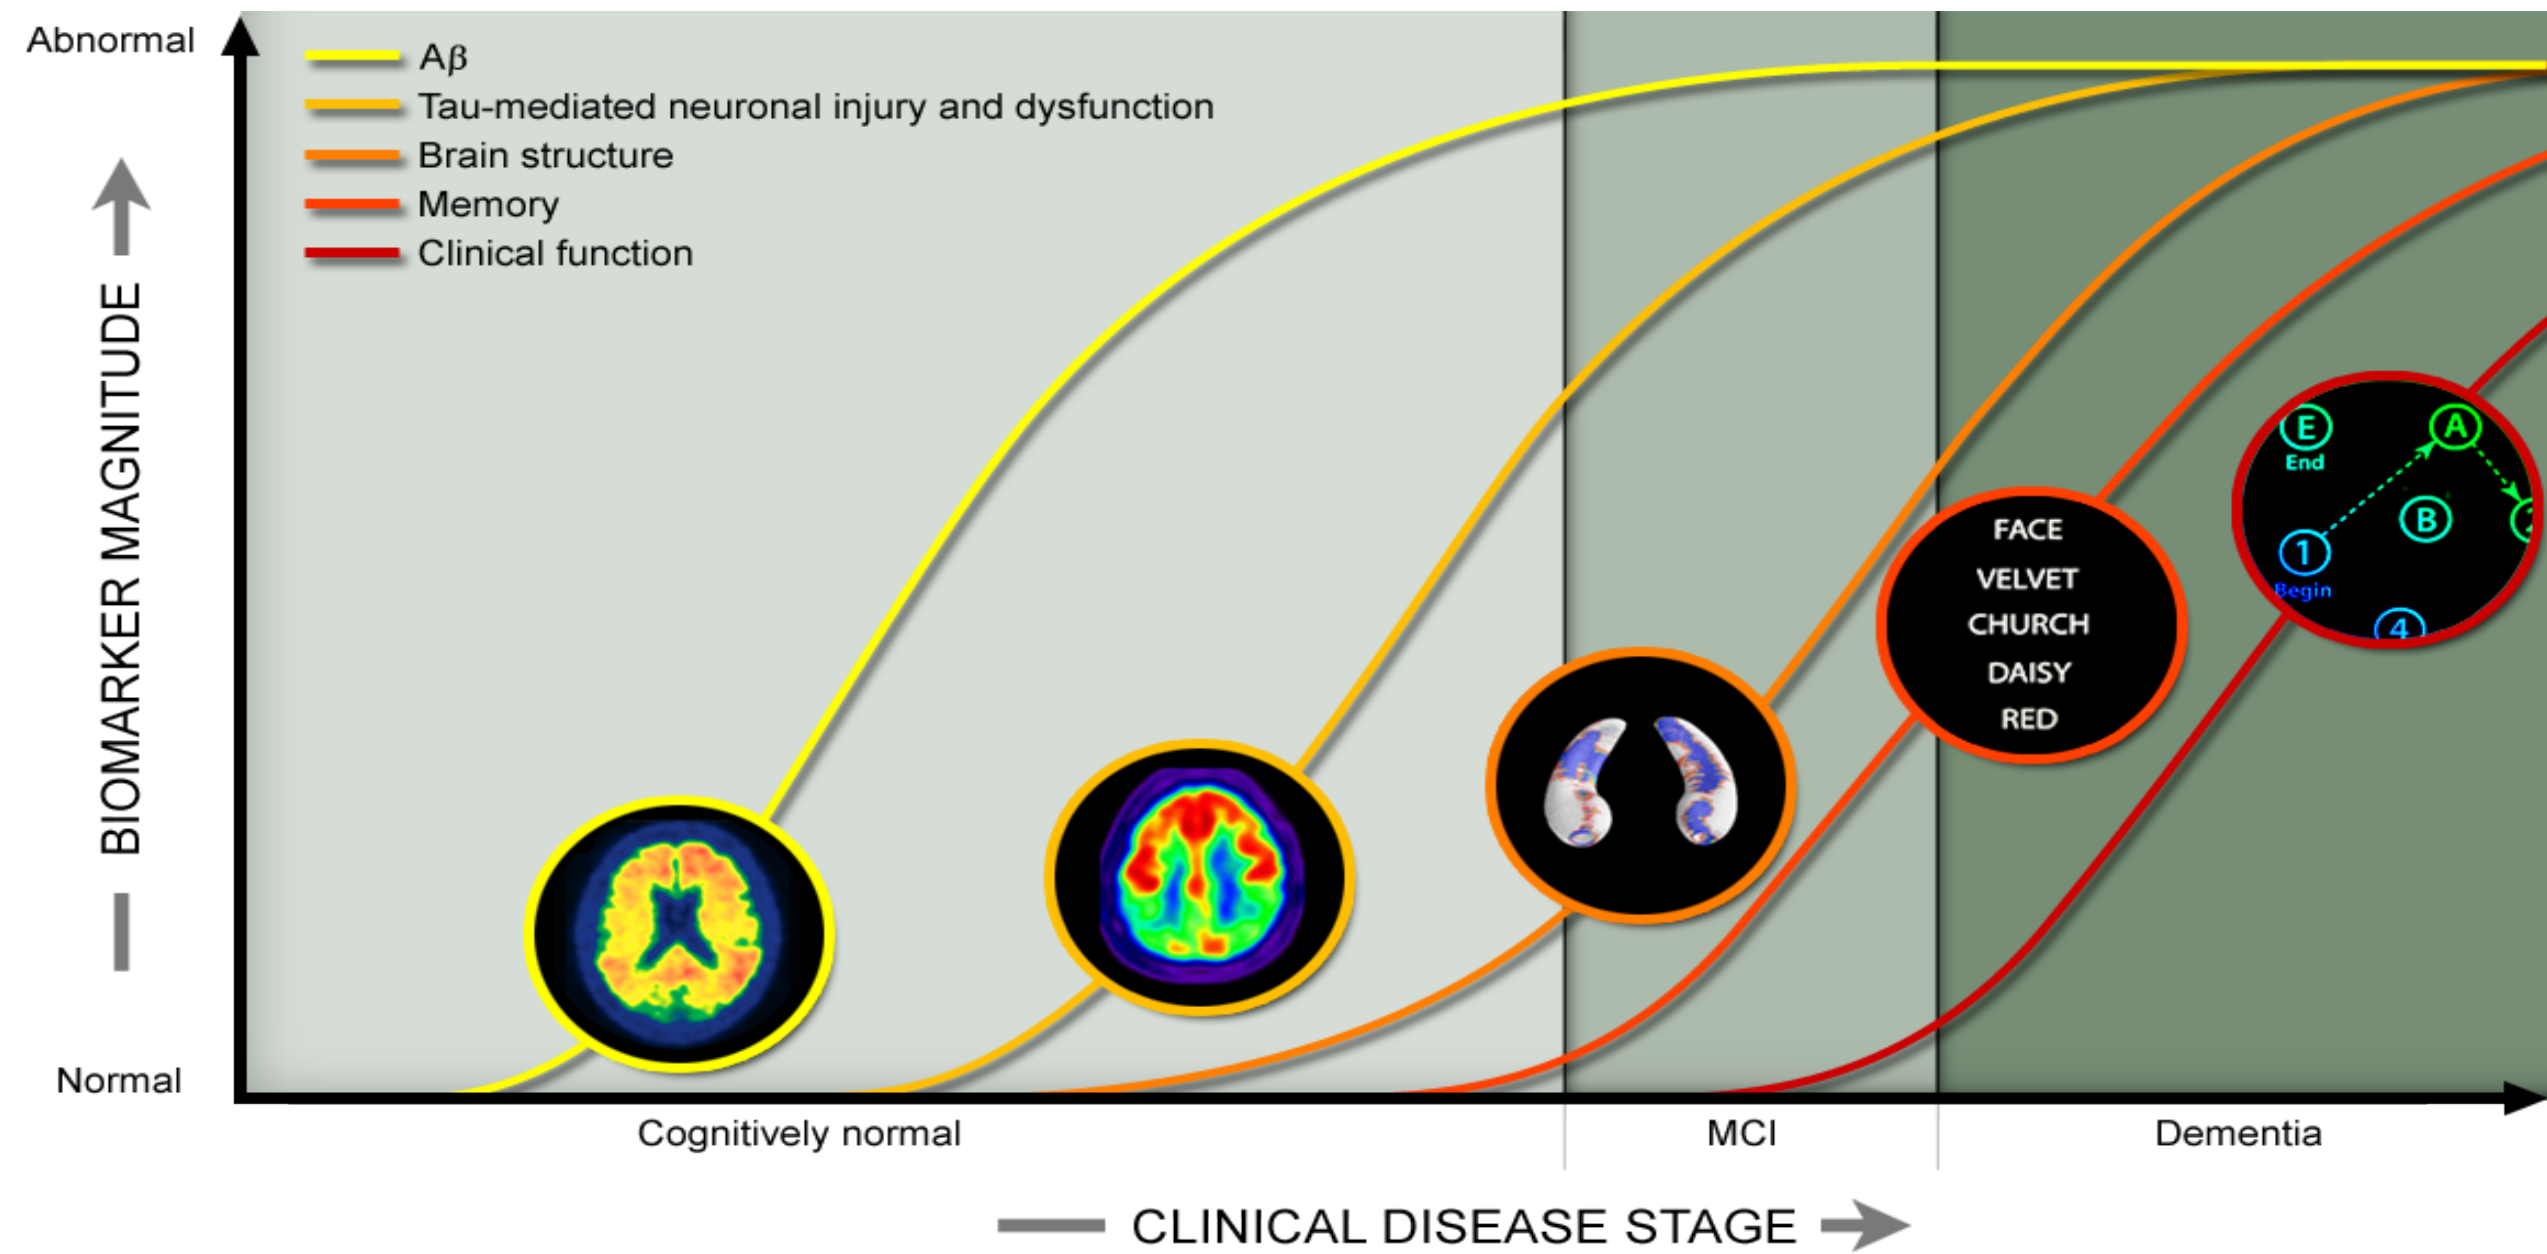 Abnormal
Aβ
Tau-mediated neuronal injury and dysfunction
Brain structure
Memory
Clinical function
BIOMARKER MAGNITUDE
E
End
A
B
2
1
Begin
4
FACE
VELVET
CHURCH
DAISY
RED
Normal
Cognitively normal
MCI
Dementia
CLINICAL DISEASE STAGE